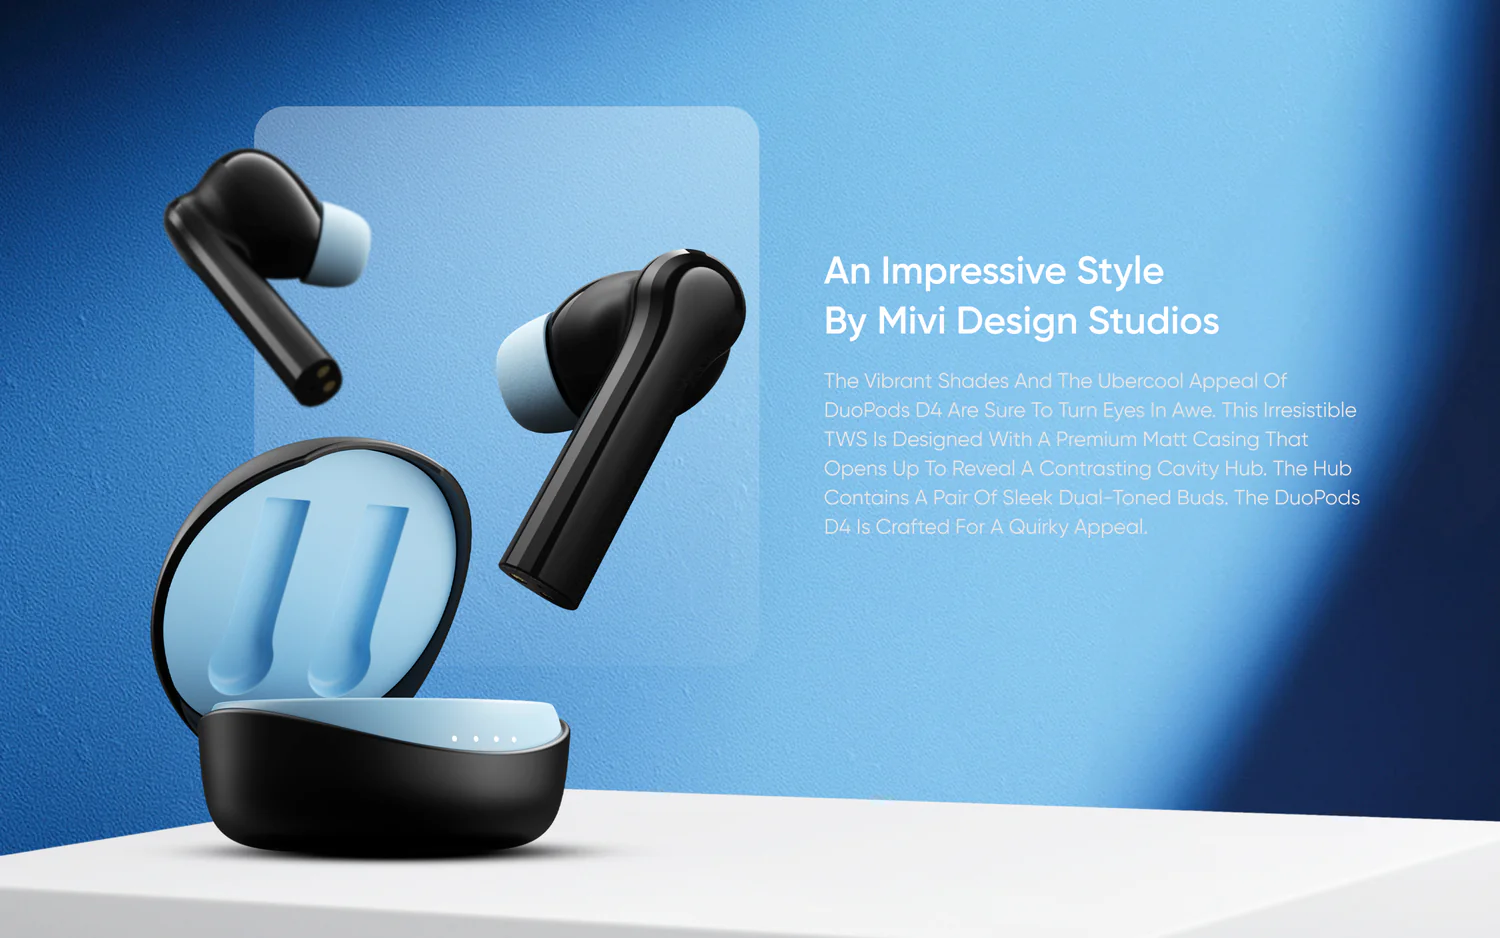 An Impressive Style
By Mivi Design Studios
The Vibrant Shades And The Ubercool Appeal Of
DuoPods D4 Are Sure To Turn Eyes In Awe. This Irresistible
TWS Is Designed With A Premium Matt Casing That
Opens Up To Reveal A Contrasting Cavity Hub. The Hub
Contains A Pair Of Sleek Dual-Toned Buds. The DuoPods
D4 Is Crafted For A Quirky Appeal.